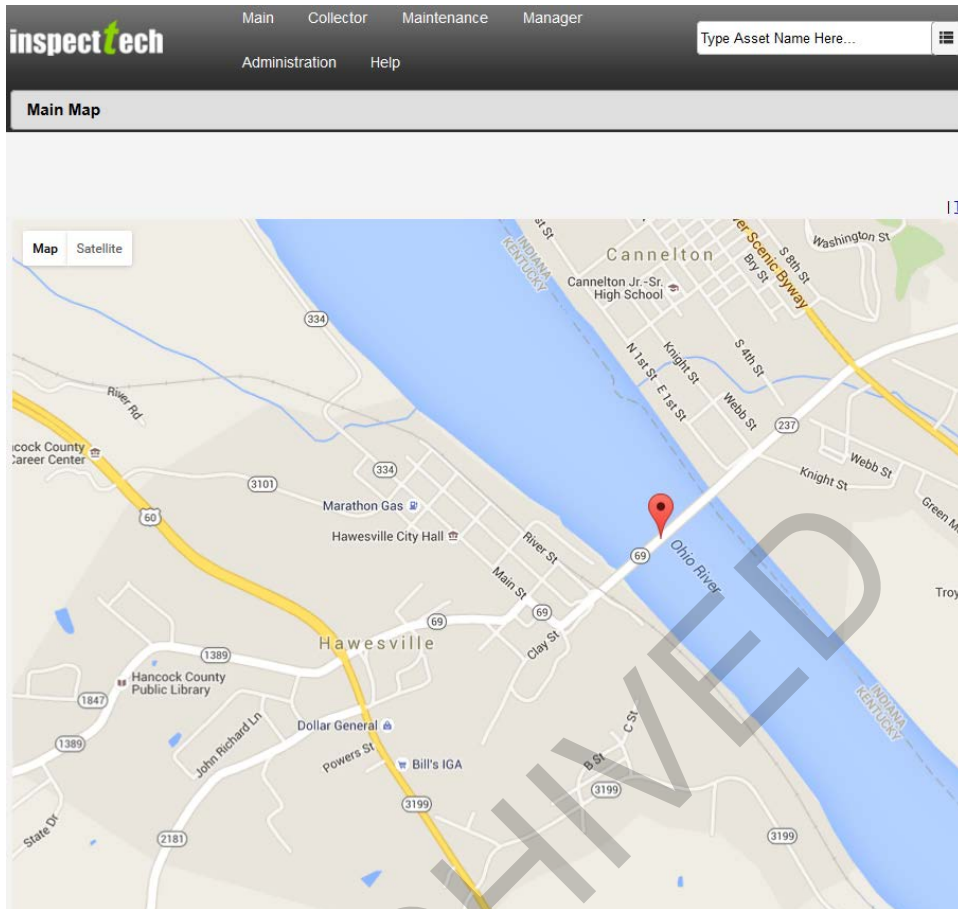 inspecttech
Main Collector Maintenance Manager
Administration Help
Type Asset Name Here...
Main Map
Map Satellite
Cannelton
Cannelton Jr.-Sr.
High School
Washington St
S 8th St
Bry St
er Scenic Byway
INDIANA
KENTUCKY
334
N 1st St
E 1st St
Knight St
S 4th St
Webb St
237
Webb St
Knight St
River Rd
cock County
Career Center
60
3101
334
Marathon Gas
Hawesville City Hall
River St
Main St
69
Ohio River
69
69
Clay St
Troy
Hawesville
1389
Hancock County
Public Library
1847
1389
John Richard Ln
Dollar General
Powers St
Bill's IGA
C St
B St
3199
3199
3199
INDIANA
KENTUCKY
State Dr
2181